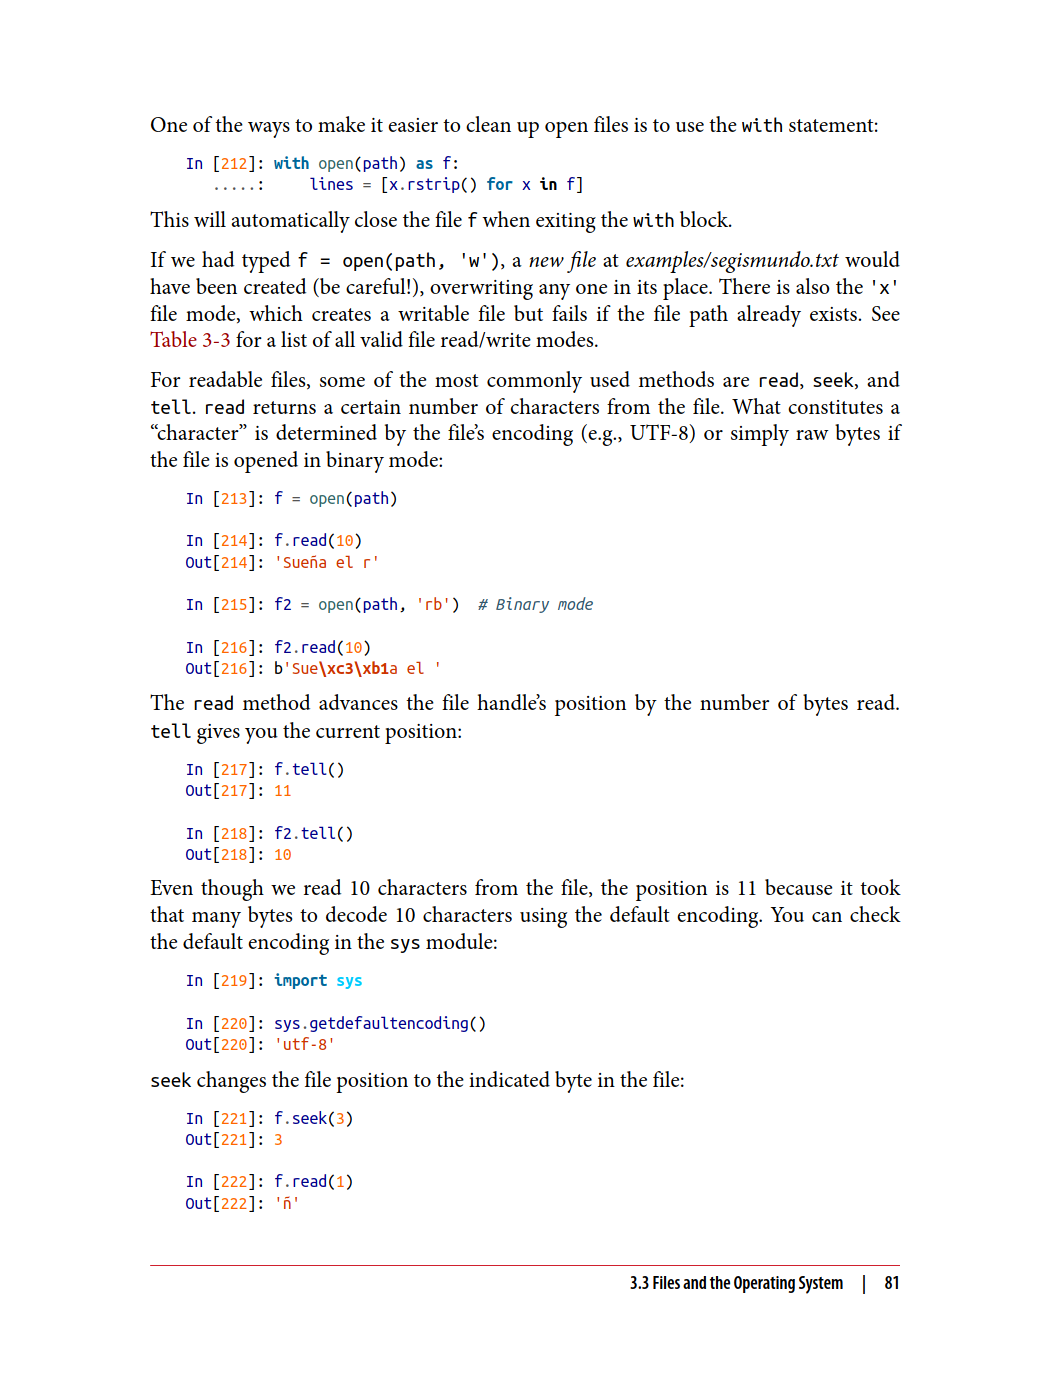 One of the ways to make it easier to clean up open files is to use the with statement:
In [212]: with open(path) as f:
.....:     lines = [x.rstrip() for x in f]
This will automatically close the file f when exiting the with block.
If we had typed f = open(path, 'w'), a new file at examples/segismundo.txt would
have been created (be careful!), overwriting any one in its place. There is also the 'x'
file mode, which creates a writable file but fails if the file path already exists. See
Table 3-3 for a list of all valid file read/write modes.
For readable files, some of the most commonly used methods are read, seek, and
tell. read returns a certain number of characters from the file. What constitutes a
“character” is determined by the file’s encoding (e.g., UTF-8) or simply raw bytes if
the file is opened in binary mode:
In [213]: f = open(path)
In [214]: f.read(10)
Out[214]: 'Sueña el r'
In [215]: f2 = open(path, 'rb')  # Binary mode
In [216]: f2.read(10)
Out[216]: b'Sue\xc3\xb1a el '
The read method advances the file handle’s position by the number of bytes read.
tell gives you the current position:
In [217]: f.tell()
Out[217]: 11
In [218]: f2.tell()
Out[218]: 10
Even though we read 10 characters from the file, the position is 11 because it took
that many bytes to decode 10 characters using the default encoding. You can check
the default encoding in the sys module:
In [219]: import sys
In [220]: sys.getdefaultencoding()
Out[220]: 'utf-8'
seek changes the file position to the indicated byte in the file:
In [221]: f.seek(3)
Out[221]: 3
In [222]: f.read(1)
Out[222]: 'ñ'
3.3 Files and the Operating System | 81